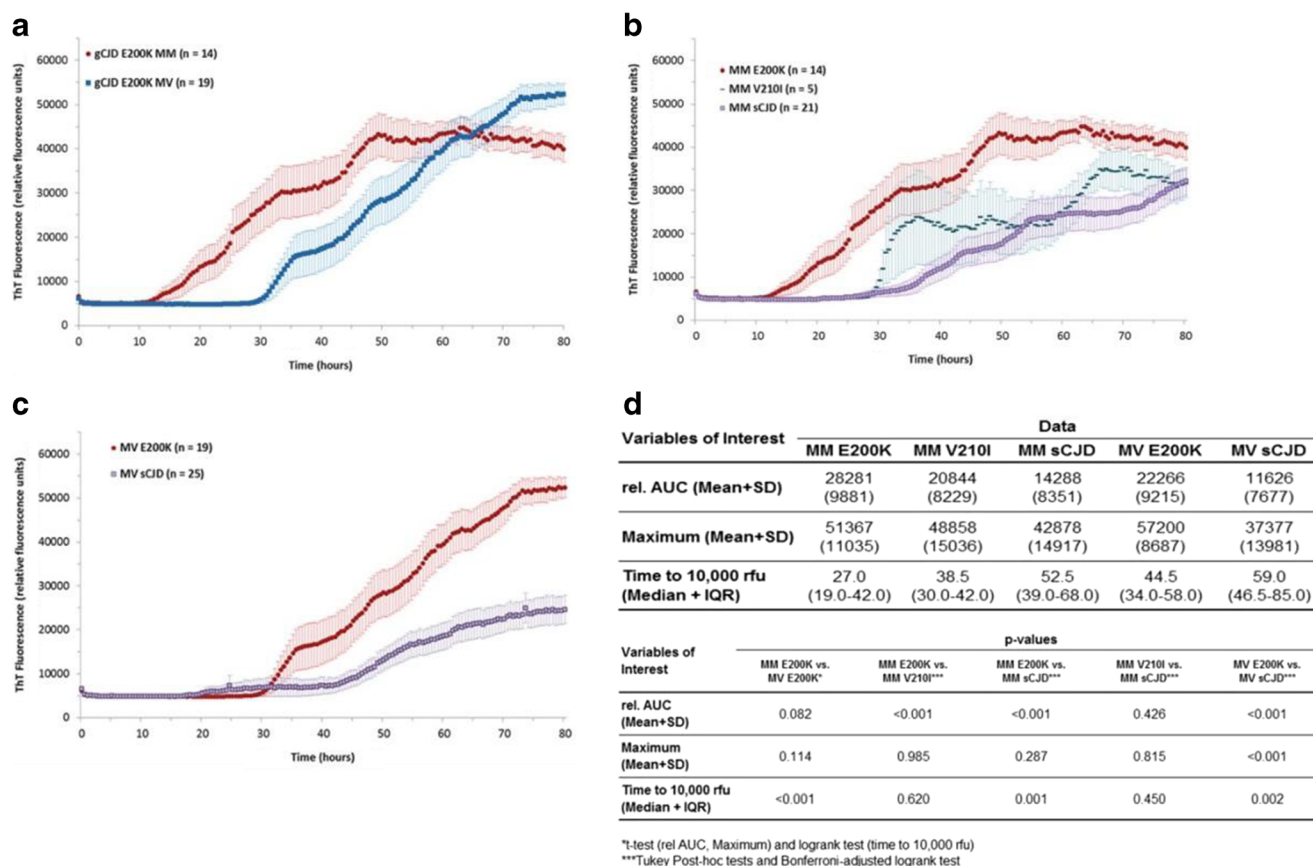 a
gCJD E200K MM (n = 14)
gCJD E200K MV (n = 19)
ThT Fluorescence (relative fluorescence units)
60000
50000
40000
30000
20000
10000
0
0 10 20 30 40 50 60 70 80
Time (hours)
b
MM E200K (n = 14)
MM V210I (n = 5)
MM sCJD (n = 21)
ThT Fluorescence (relative fluorescence units)
60000
50000
40000
30000
20000
10000
0
0 10 20 30 40 50 60 70 80
Time (hours)
c
MV E200K (n = 19)
MV sCJD (n = 25)
ThT Fluorescence (relative fluorescence units)
60000
50000
40000
30000
20000
10000
0
0 10 20 30 40 50 60 70 80
Time (hours)
d
Variables of Interest
Data
MM E200K MM V210I MM sCJD MV E200K MV sCJD
rel. AUC (Mean+SD)
28281 20844 14288 22266 11626
(9881) (8229) (8351) (9215) (7677)
Maximum (Mean+SD)
51367 48858 42878 57200 37377
(11035) (15036) (14917) (8687) (13981)
Time to 10,000 rfu
(Median + IQR)
27.0 38.5 52.5 44.5 59.0
(19.0-42.0) (30.0-42.0) (39.0-68.0) (34.0-58.0) (46.5-85.0)
Variables of
Interest
p-values
MM E200K vs. MM E200K vs. MM E200K vs. MM V210I vs. MV E200K vs.
MV E200K* MM V210I*** MM sCJD*** MM sCJD*** MV sCJD***
rel. AUC
(Mean+SD)
0.082 <0.001 <0.001 0.426 <0.001
Maximum
(Mean+SD)
0.114 0.985 0.287 0.815 <0.001
Time to 10,000 rfu
(Median + IQR)
<0.001 0.620 0.001 0.450 0.002
*t-test (rel AUC, Maximum) and logrank test (time to 10,000 rfu)
***Tukey Post-hoc tests and Bonferroni-adjusted logrank test